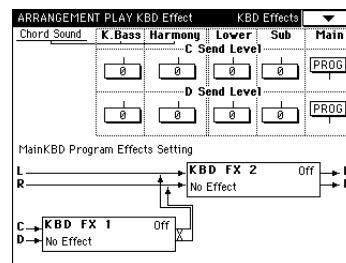 ARRANGEMENT PLAY KBD Effect KBD Effects
Chord Sound K.Bass Harmony Lower Sub Main
C Send Level
0 0 0 0 PROG
D Send Level
0 0 0 0 PROG
MainKBD Program Effects Setting
L
R
KBD FX 2 Off
No Effect
C
D
KBD FX 1 Off
No Effect